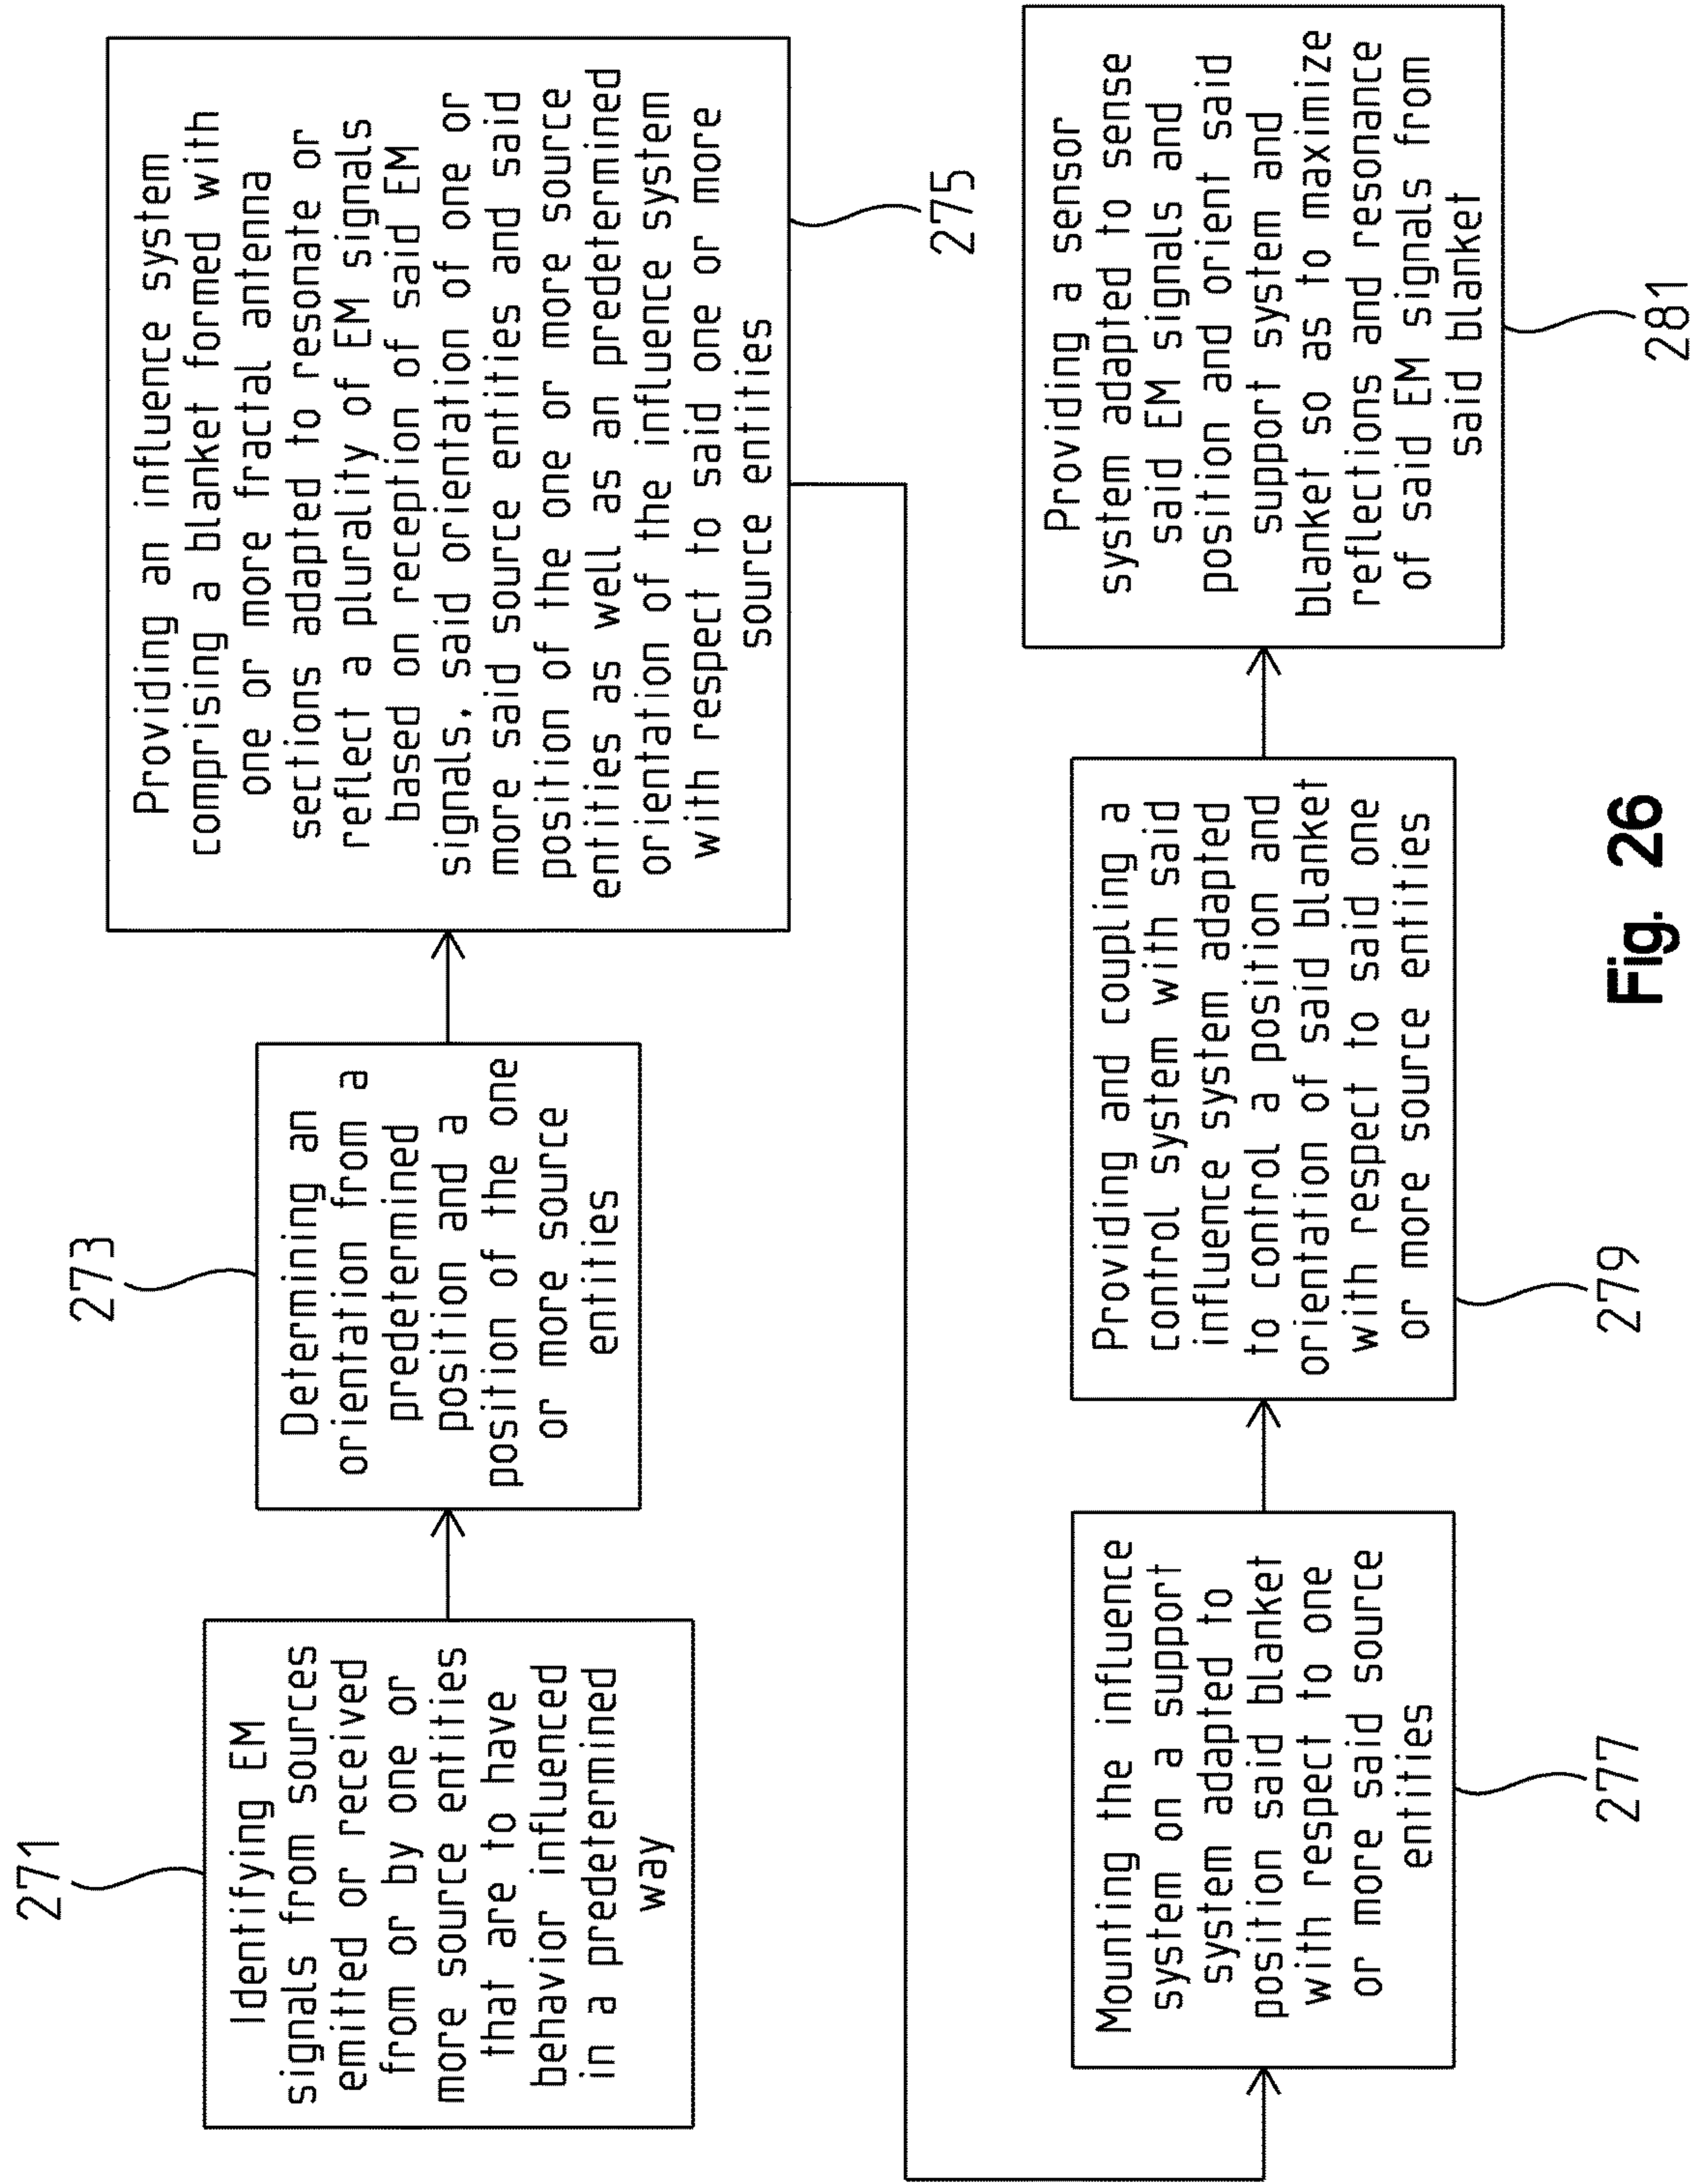 271
Identifying EM
signals from sources
emitted or received
from or by one or
more source entities
that are to have
behavior influenced
in a predetermined
way
273
Determining an
orientation from a
predetermined
position and a
position of the one
or more source
entities
Providing an influence system
comprising a blanket formed with
one or more fractal antenna
sections adapted to resonate or
reflect a plurality of EM signals
based on reception of said EM
signals, said orientation of one or
more said source entities and said
position of the one or more source
entities as well as an predetermined
orientation of the influence system
with respect to said one or more
source entities
275
Mounting the influence
system on a support
system adapted to
position said blanket
with respect to one
or more said source
entities
277
Providing and coupling a
control system with said
influence system adapted
to control a position and
orientation of said blanket
with respect to said one
or more source entities
279
Providing a sensor
system adapted to sense
said EM signals and
position and orient said
support system and
blanket so as to maximize
reflections and resonance
of said EM signals from
said blanket
281
Fig. 26